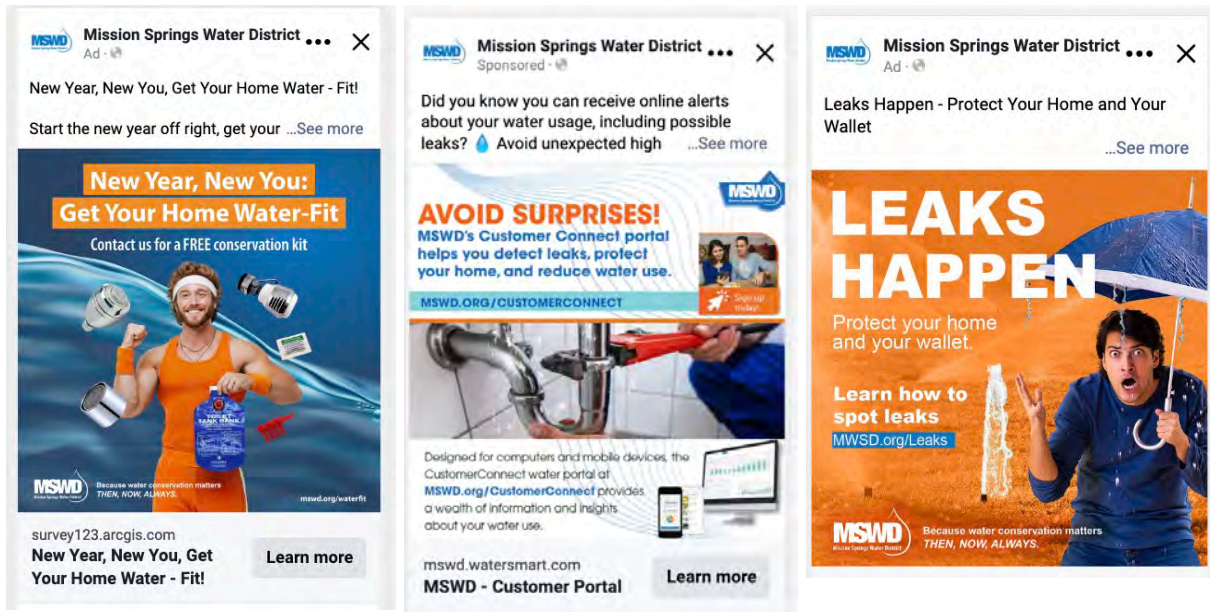 MSWD
Mission Springs Water District
Ad
New Year, New You, Get Your Home Water - Fit!
Start the new year off right, get your ...See more
New Year, New You:
Get Your Home Water-Fit
Contact us for a FREE conservation kit
TOILET
TANK BANK
MSWD
Mission Springs Water District
Because water conservation matters
THEN, NOW, ALWAYS.
mswd.org/waterfit
survey123.arcgis.com
New Year, New You, Get
Your Home Water - Fit!
Learn more
MSWD
Mission Springs Water District
Sponsored
Did you know you can receive online alerts
about your water usage, including possible
leaks? 💧 Avoid unexpected high ...See more
MSWD
AVOID SURPRISES!
MSWD's Customer Connect portal
helps you detect leaks, protect
your home, and reduce water use.
MSWD.ORG/CUSTOMERCONNECT
Sign up
today!
Designed for computers and mobile devices, the
CustomerConnect water portal at
MSWD.org/CustomerConnect provides
a wealth of information and insights
about your water use.
mswd.watersmart.com
MSWD - Customer Portal
Learn more
MSWD
Mission Springs Water District
Ad
Leaks Happen - Protect Your Home and Your
Wallet
...See more
LEAKS
HAPPEN
Protect your home
and your wallet.
Learn how to
spot leaks
MWSD.org/Leaks
MSWD
Mission Springs Water District
Because water conservation matters
THEN, NOW, ALWAYS.